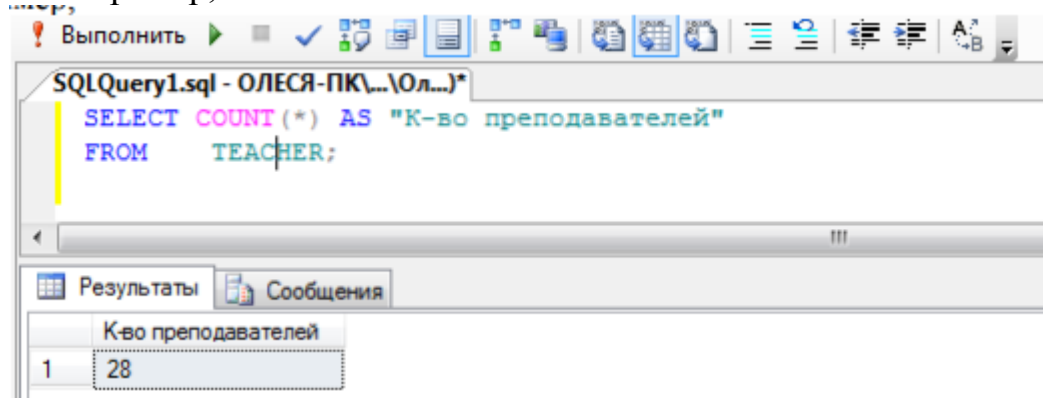 Выполнить
SQLQuery1.sql - ОЛЕСЯ-ПК\...\Ол...)*
SELECT COUNT(*) AS "К-во преподавателей"
FROM TEACHER;
Результаты
Сообщения
К-во преподавателей
1 28